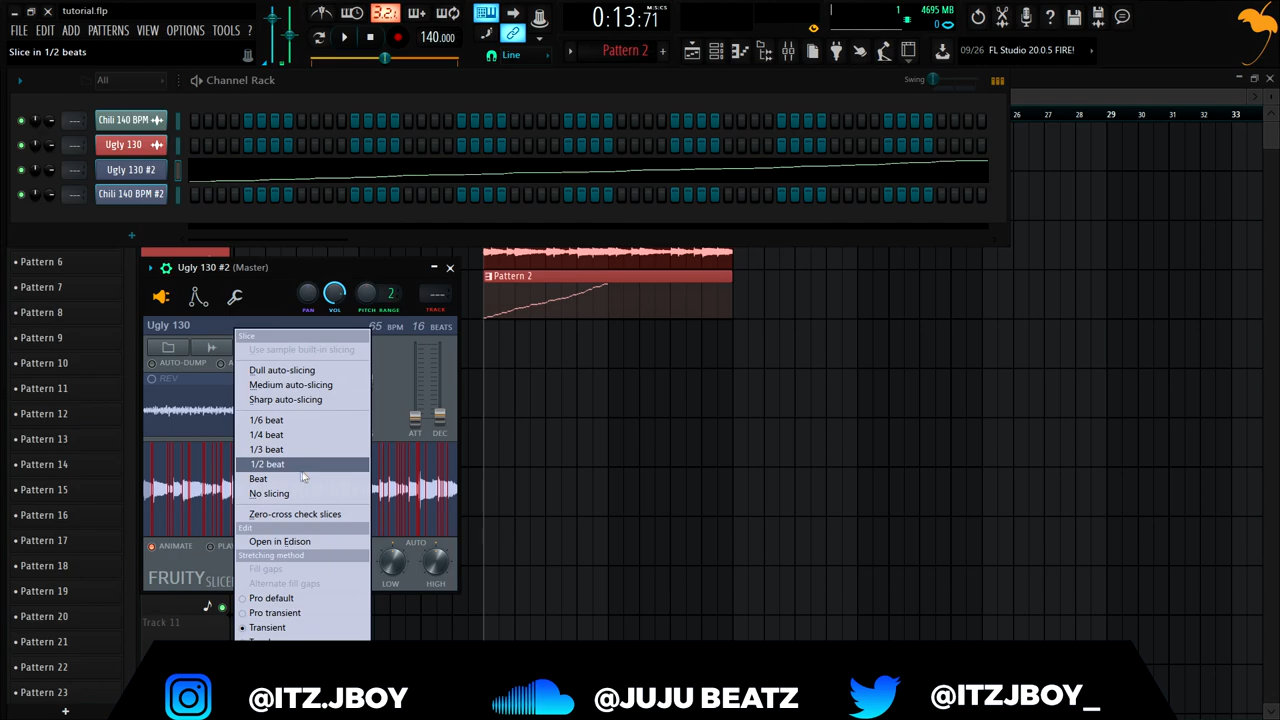 tutorial.flp
FILE EDIT ADD PATTERNS VIEW OPTIONS TOOLS ?
Slice in 1/2 beats
3.2.
140.000
0:13:71
M:S:CS
Line
Pattern 2
1
4695 MB
0
09/26 FL Studio 20.0.5 FIRE!
All
Channel Rack
Swing
Chili 140 BPM
Ugly 130
Ugly 130 #2
Chili 140 BPM #2
26 27 28 29 30 31 32 33
Pattern 6
Pattern 7
Pattern 8
Pattern 9
Pattern 10
Pattern 11
Pattern 12
Pattern 13
Pattern 14
Pattern 15
Pattern 16
Pattern 17
Pattern 18
Pattern 19
Pattern 20
Pattern 21
Pattern 22
Pattern 23
Pattern 2
Ugly 130 #2 (Master)
2
PAN VOL PITCH RANGE TRACK
Ugly 130
65 BPM 16 BEATS
AUTO-DUMP
REV
ATT DEC
ANIMATE
AUTO
LOW HIGH
FRUITY SLICE
Slice
Use sample built-in slicing
Dull auto-slicing
Medium auto-slicing
Sharp auto-slicing
1/6 beat
1/4 beat
1/3 beat
1/2 beat
Beat
No slicing
Zero-cross check slices
Edit
Open in Edison
Stretching method
Fill gaps
Alternate fill gaps
Pro default
Pro transient
Transient
Track 11
@ITZ.JBOY
@JUJU BEATZ
@ITZJBOY_